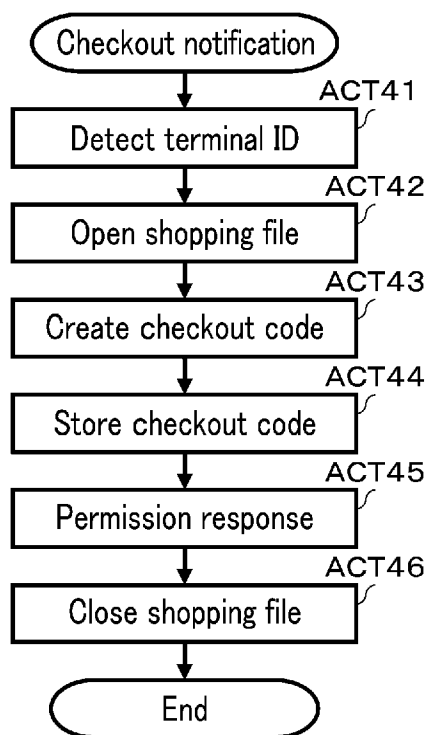 Checkout notification
ACT41
Detect terminal ID
ACT42
Open shopping file
ACT43
Create checkout code
ACT44
Store checkout code
ACT45
Permission response
ACT46
Close shopping file
End